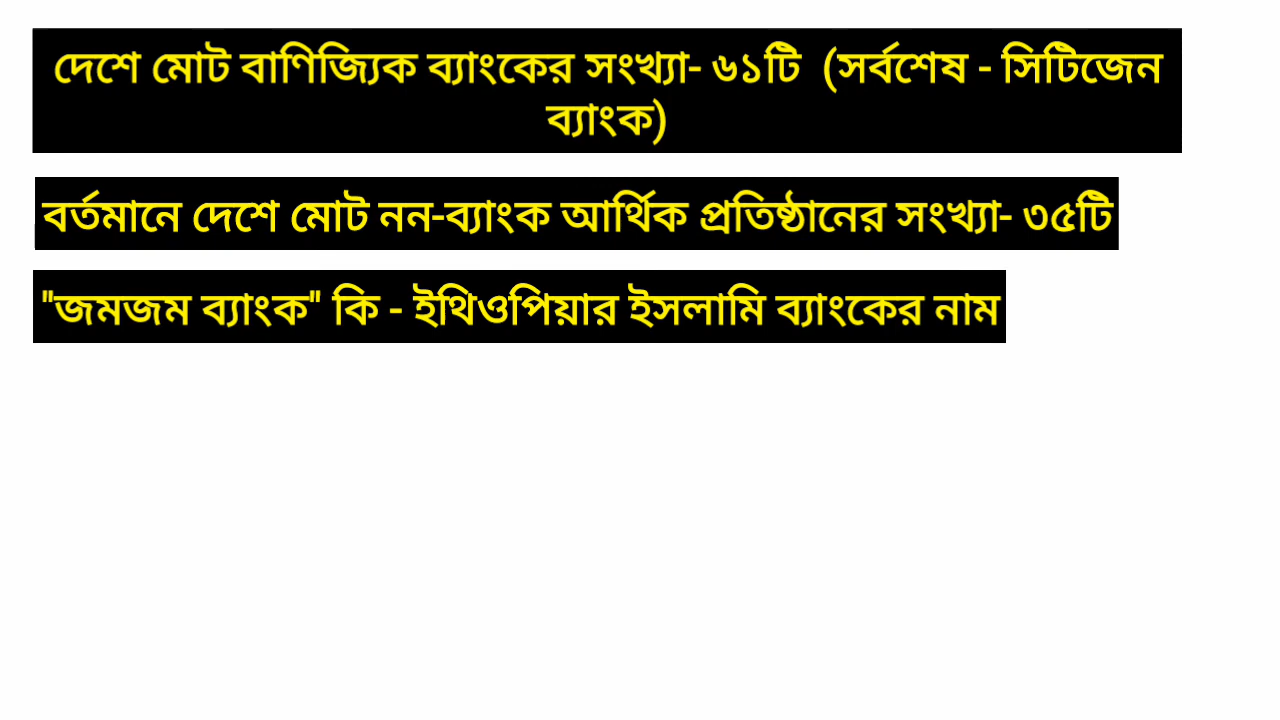 দেশে মোট বাণিজ্যিক ব্যাংকের সংখ্যা- ৬১টি (সর্বশেষ - সিটিজেন
ব্যাংক)
বর্তমানে দেশে মোট নন-ব্যাংক আর্থিক প্রতিষ্ঠানের সংখ্যা- ৩৫টি
"জমজম ব্যাংক" কি - ইথিওপিয়ার ইসলামি ব্যাংকের নাম